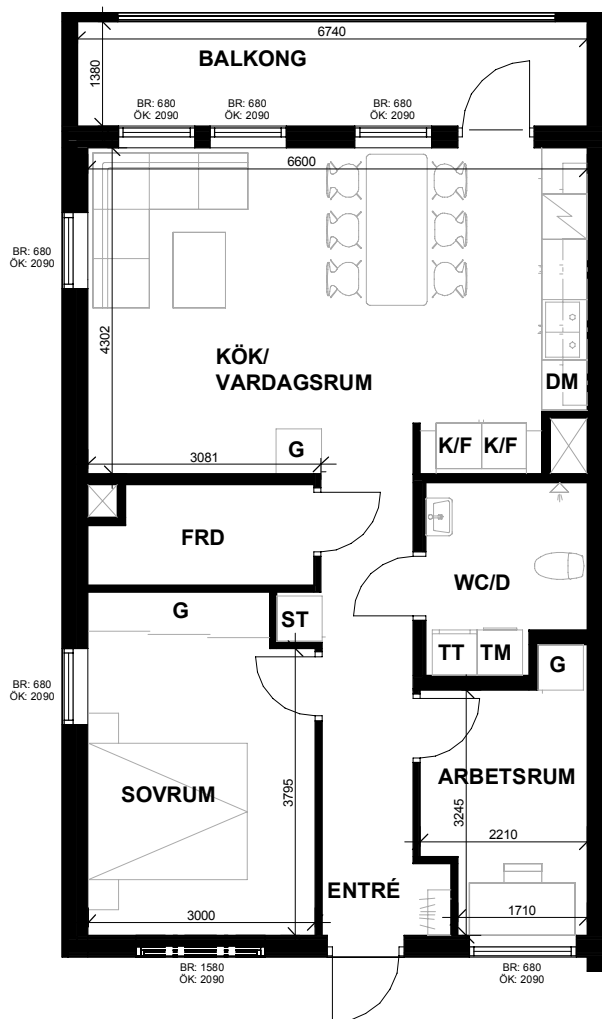 6740
BALKONG
1380
BR: 680
ÖK: 2090
BR: 680
ÖK: 2090
BR: 680
ÖK: 2090
6600
BR: 680
ÖK: 2090
4302
KÖK/
VARDAGSRUM
DM
K/F K/F
G
3081
FRD
WC/D
G
ST
TT TM
G
BR: 680
ÖK: 2090
SOVRUM
3795
ARBETSRUM
3245
2210
ENTRÉ
3000
1710
BR: 1580
ÖK: 2090
BR: 680
ÖK: 2090